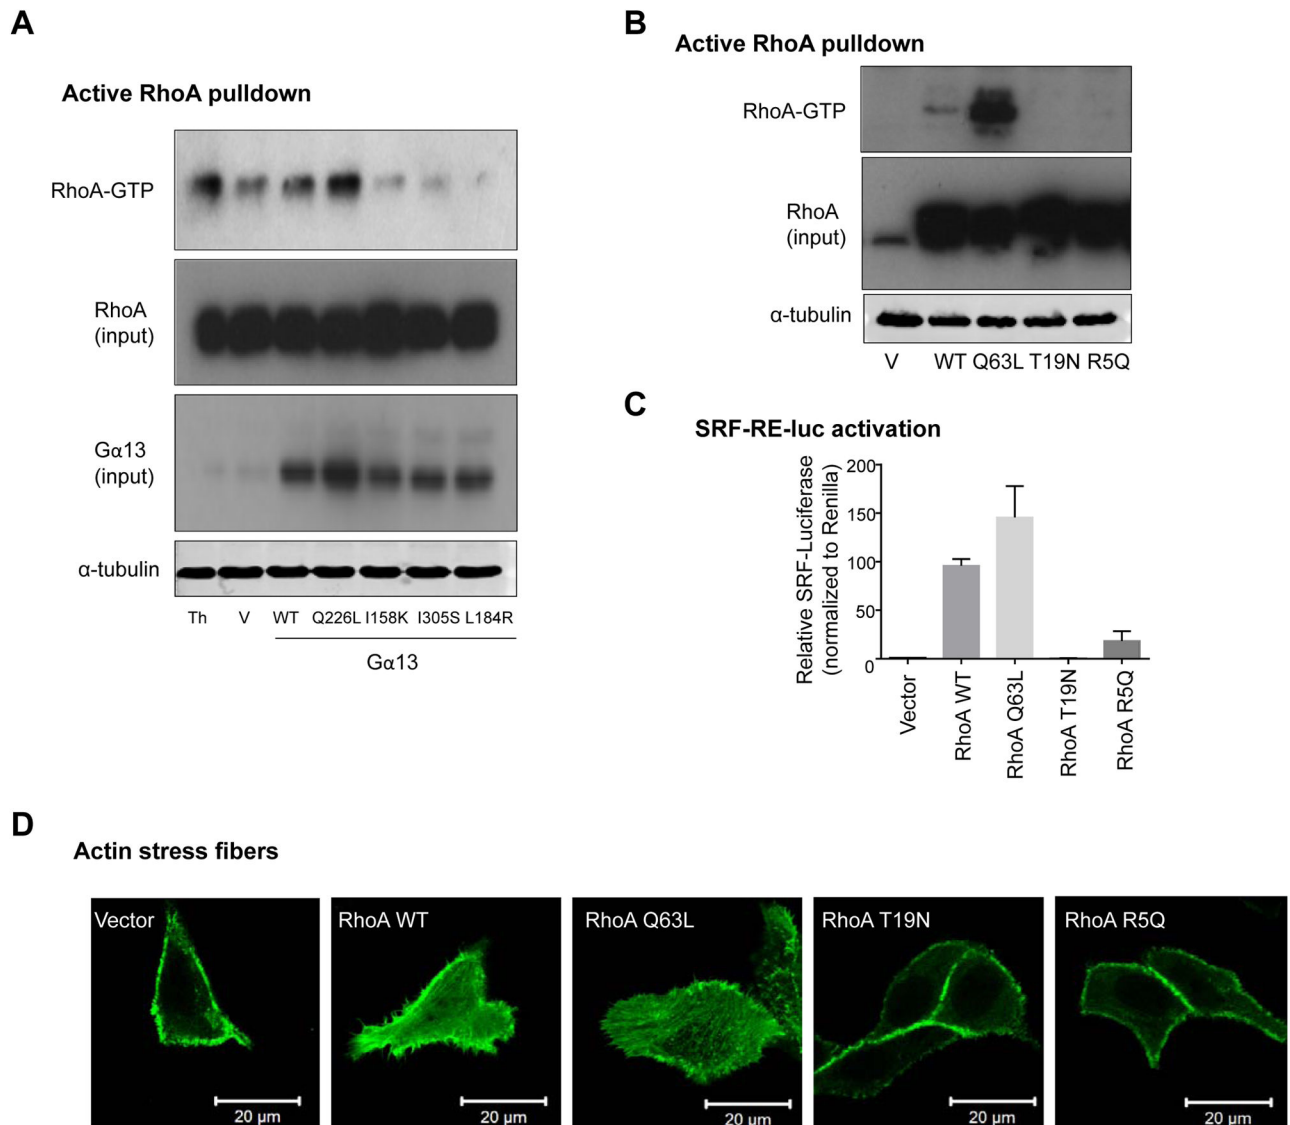 A
Active RhoA pulldown
RhoA-GTP
RhoA
(input)
Gα13
(input)
α-tubulin
Th V WT Q226L I158K I305S L184R
Gα13
B
Active RhoA pulldown
RhoA-GTP
RhoA
(input)
α-tubulin
V WT Q63L T19N R5Q
C
SRF-RE-luc activation
Relative SRF-Luciferase
(normalized to Renilla)
200
150
100
50
0
Vector
RhoA WT
RhoA Q63L
RhoA T19N
RhoA R5Q
D
Actin stress fibers
Vector
RhoA WT
RhoA Q63L
RhoA T19N
RhoA R5Q
20 µm
20 µm
20 µm
20 µm
20 µm